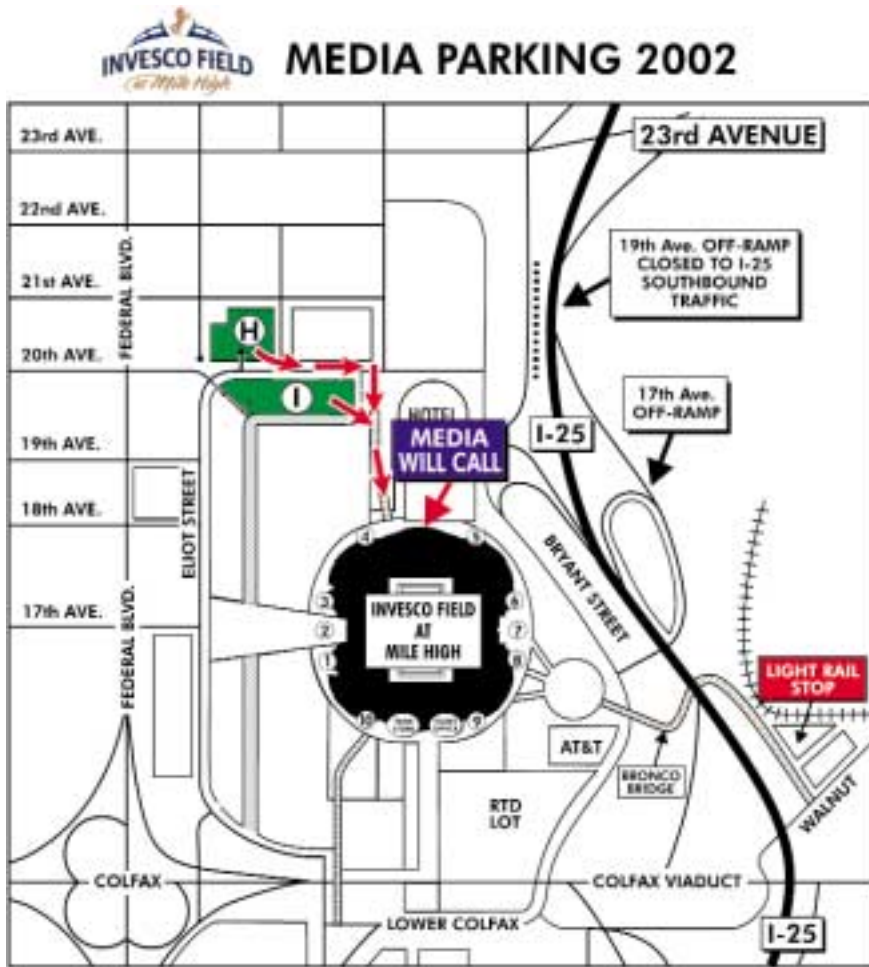 INVESCO FIELD
at Mile High
MEDIA PARKING 2002
23rd AVE.
23rd AVENUE
22nd AVE.
FEDERAL BLVD.
19th Ave. OFF-RAMP
CLOSED TO I-25
SOUTHBOUND
TRAFFIC
21st AVE.
H
20th AVE.
I
17th Ave.
OFF-RAMP
HOTEL
I-25
MEDIA
WILL CALL
19th AVE.
18th AVE.
ELIOT STREET
4
5
BRYANT STREET
3
6
17th AVE.
INVESCO FIELD
AT
MILE HIGH
2
7
1
8
FEDERAL BLVD.
LIGHT RAIL
STOP
10
9
AT&T
BRONCO
BRIDGE
RTD
LOT
WALNUT
COLFAX
COLFAX VIADUCT
LOWER COLFAX
I-25